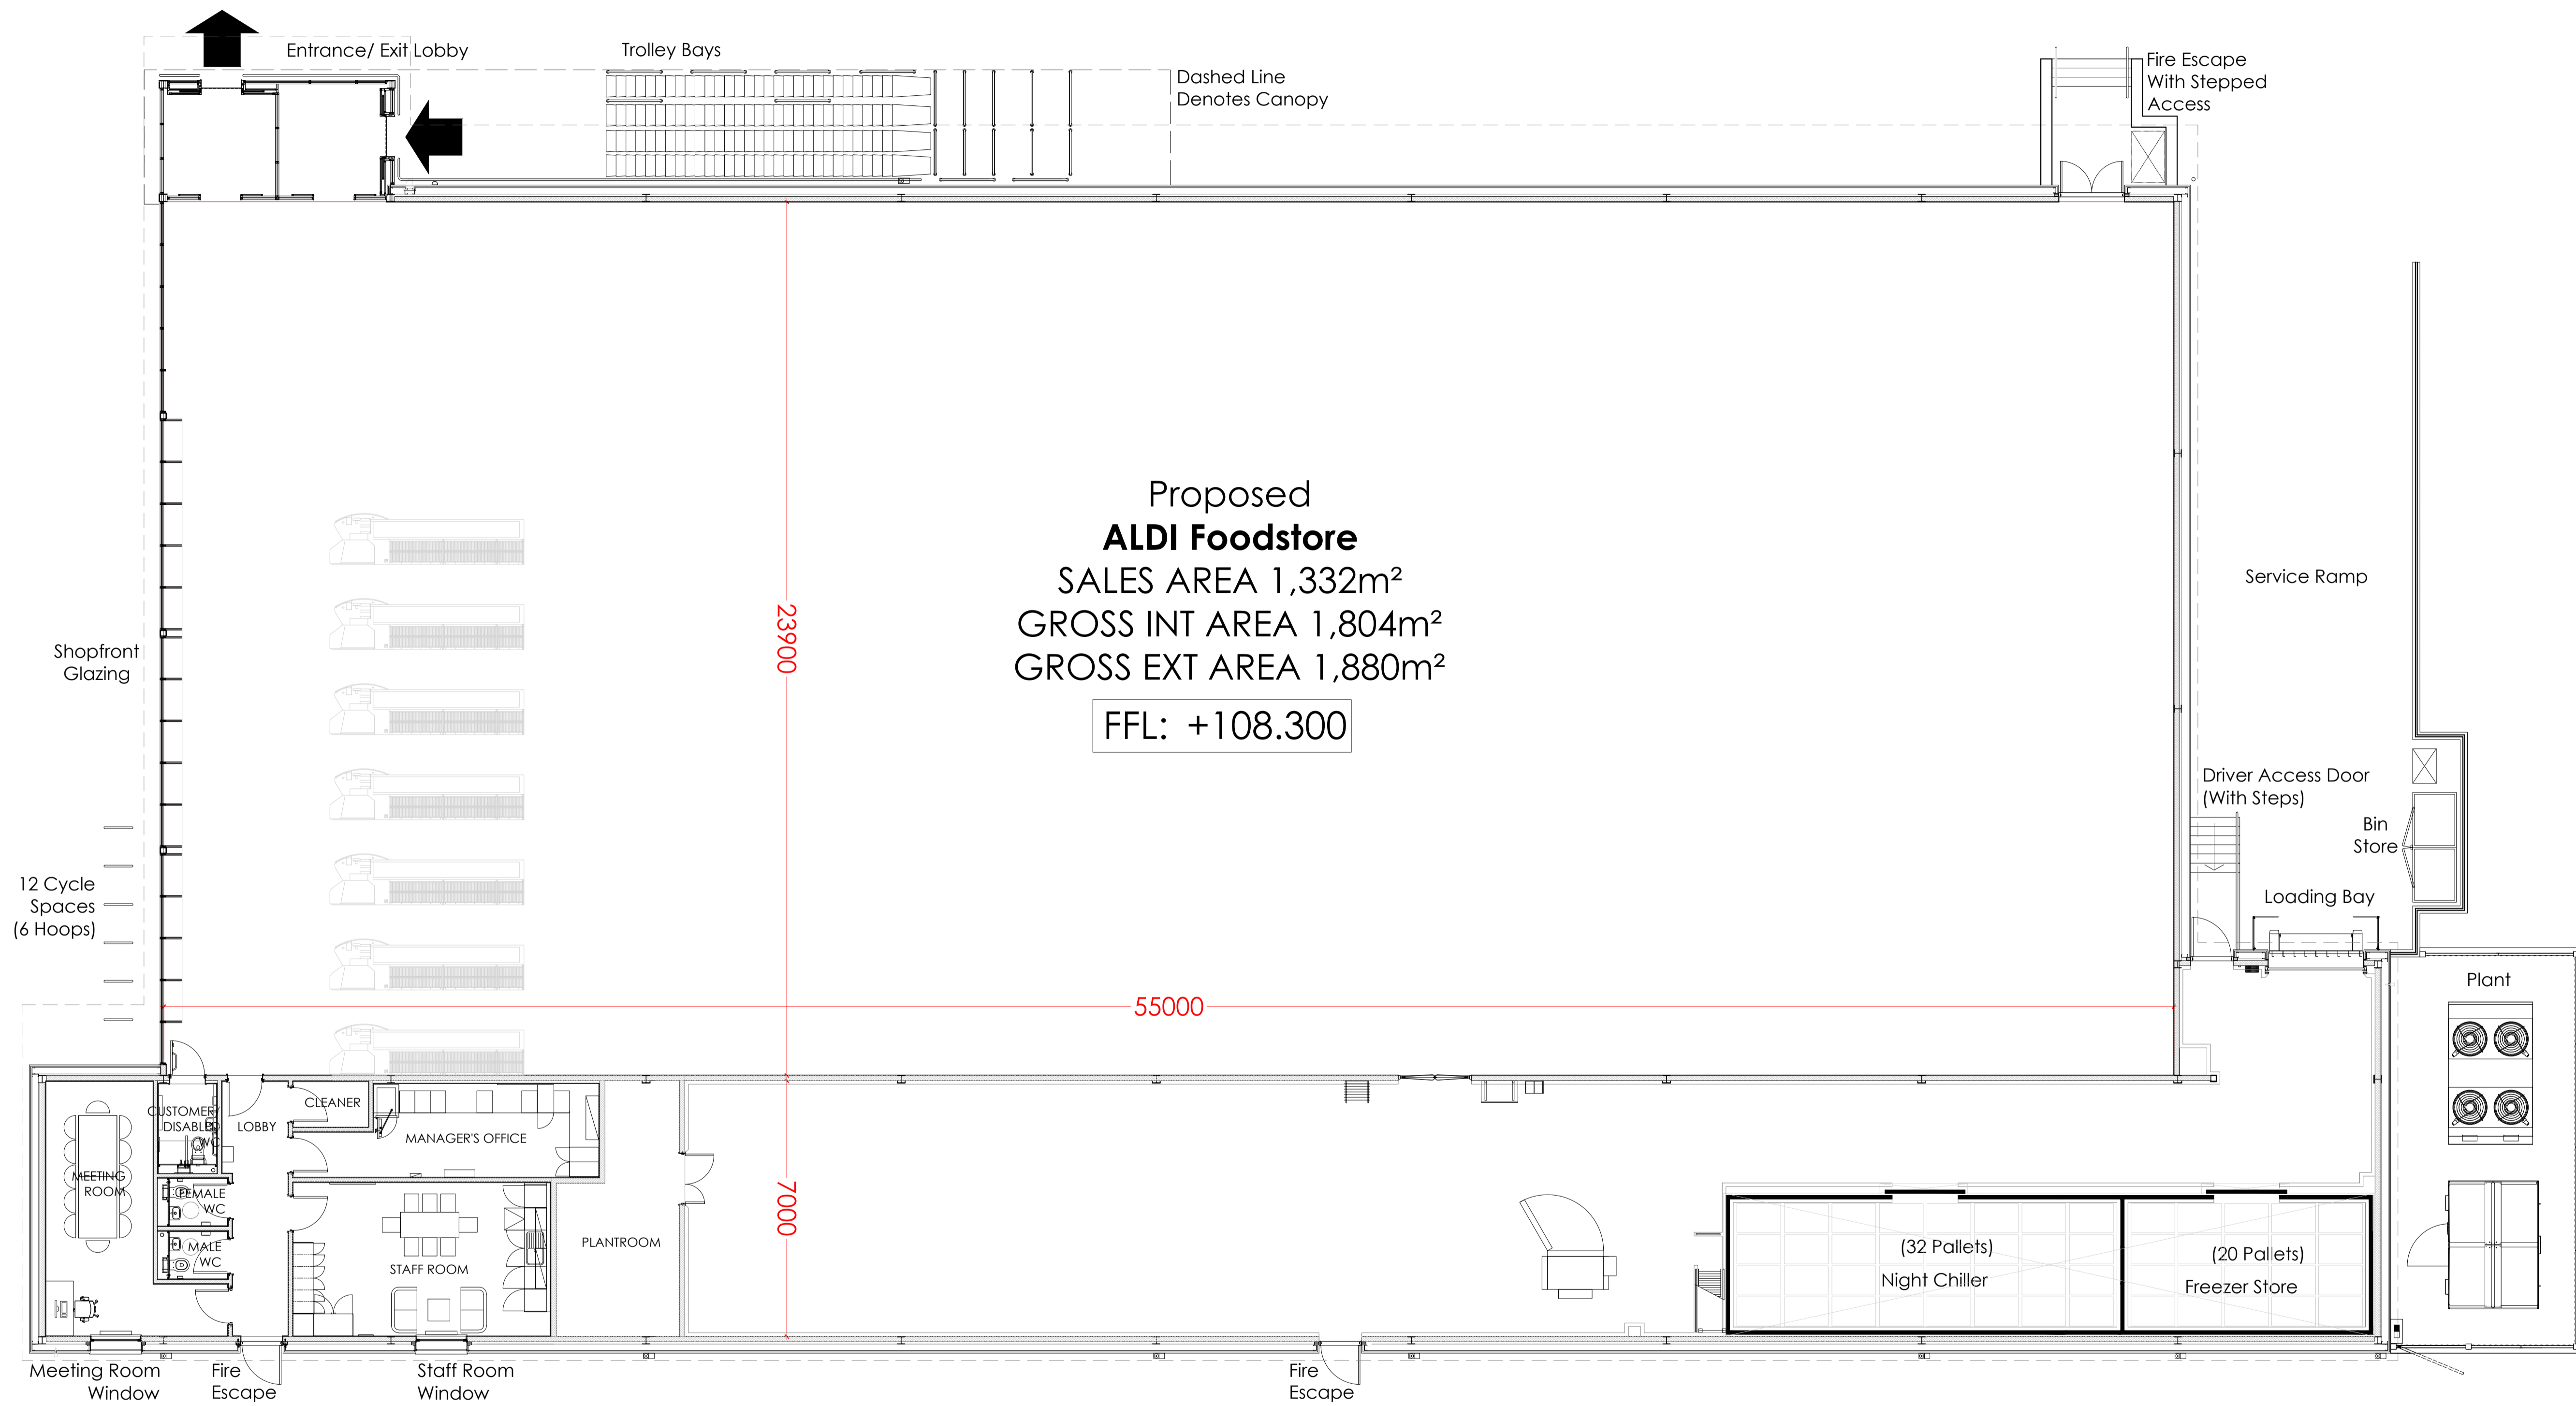 Entrance/ Exit Lobby
Trolley Bays
Dashed Line
Denotes Canopy
Fire Escape
With Stepped
Access
Proposed
ALDI Foodstore
SALES AREA 1,332m²
GROSS INT AREA 1,804m²
GROSS EXT AREA 1,880m²
FFL: +108.300
23900
55000
7000
Shopfront
Glazing
12 Cycle
Spaces
(6 Hoops)
Service Ramp
Driver Access Door
(With Steps)
Bin
Store
Loading Bay
Plant
CUSTOMER/
DISABLED
WC
LOBBY
CLEANER
MANAGER'S OFFICE
MEETING
ROOM
FEMALE
WC
MALE
WC
STAFF ROOM
PLANTROOM
(32 Pallets)
Night Chiller
(20 Pallets)
Freezer Store
Meeting Room
Window
Fire
Escape
Staff Room
Window
Fire
Escape